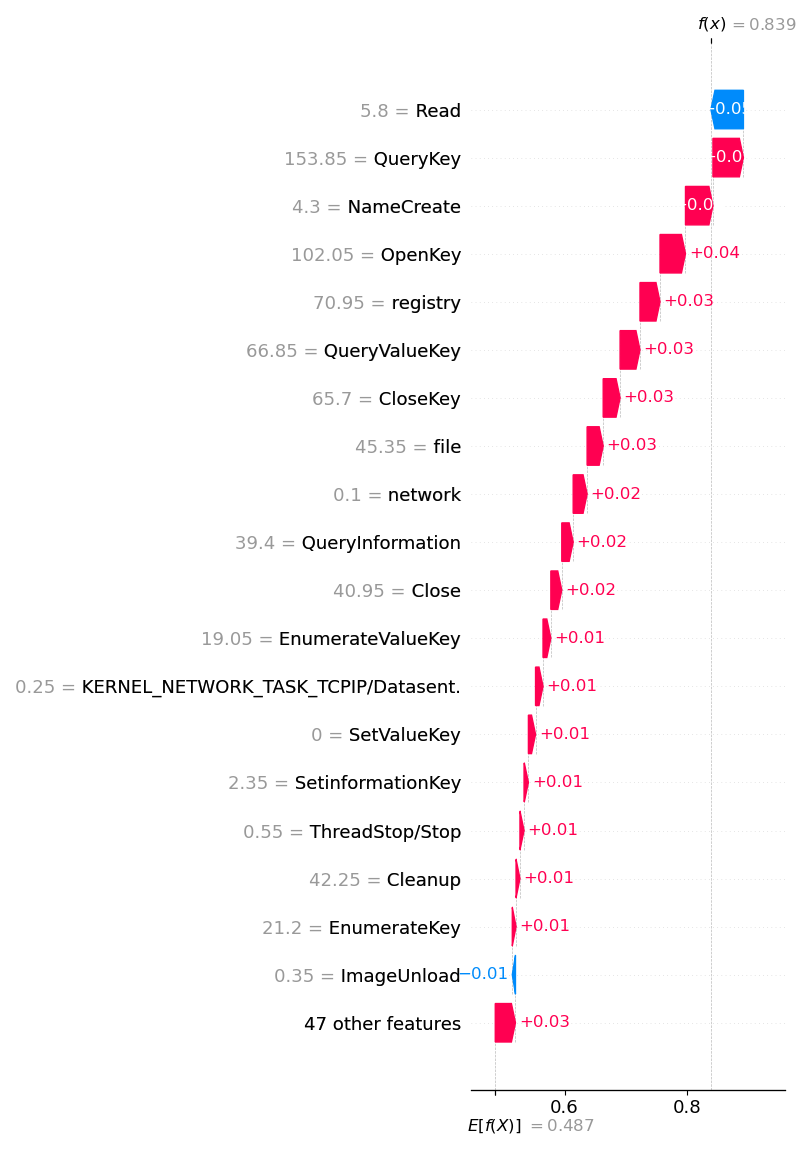 f(x) = 0.839
5.8 = Read
153.85 = QueryKey
4.3 = NameCreate
102.05 = OpenKey +0.04
70.95 = registry +0.03
66.85 = QueryValueKey +0.03
65.7 = CloseKey +0.03
45.35 = file +0.03
0.1 = network +0.02
39.4 = QueryInformation +0.02
40.95 = Close +0.02
19.05 = EnumerateValueKey +0.01
0.25 = KERNEL_NETWORK_TASK_TCPIP/Datasent. +0.01
0 = SetValueKey +0.01
2.35 = SetinformationKey +0.01
0.55 = ThreadStop/Stop +0.01
42.25 = Cleanup +0.01
21.2 = EnumerateKey +0.01
0.35 = ImageUnload −0.01
47 other features +0.03
0.6 0.8
E[f(X)] = 0.487